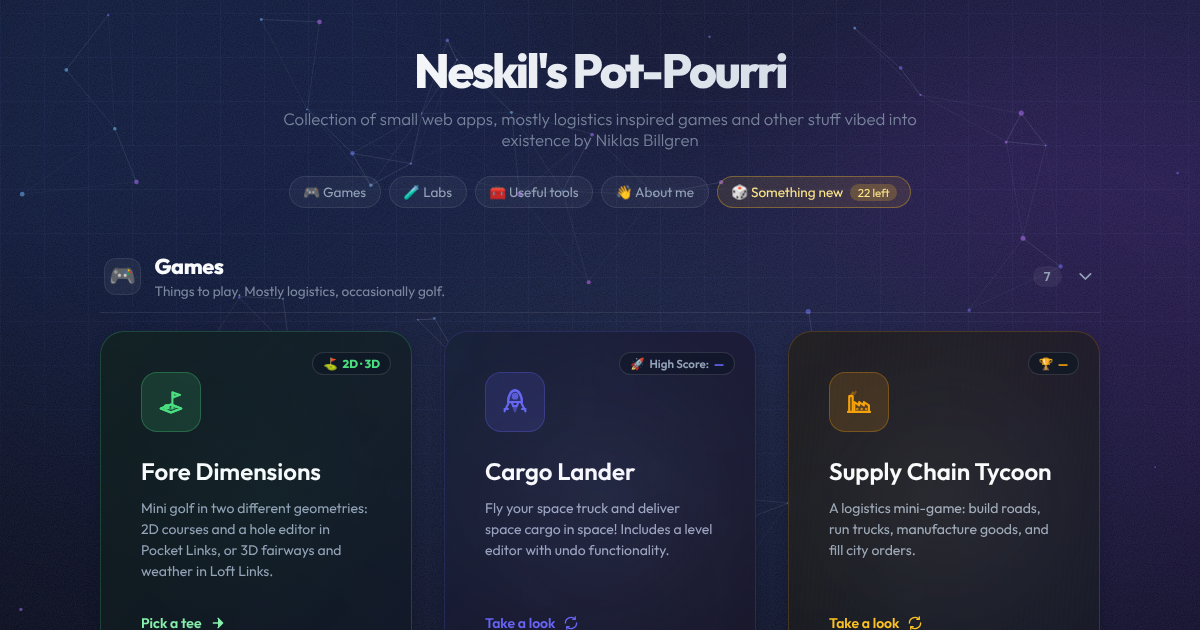 Neskil's Pot-Pourri
Collection of small web apps, mostly logistics inspired games and other stuff vibed into
existence by Niklas Billgren
🎮 Games
🧪 Labs
🧰 Useful tools
👋 About me
🎲 Something new 22 left
Games
Things to play, Mostly logistics, occasionally golf.
7
⛳ 2D·3D
Fore Dimensions
Mini golf in two different geometries:
2D courses and a hole editor in
Pocket Links, or 3D fairways and
weather in Loft Links.
Pick a tee →
🚀 High Score: —
Cargo Lander
Fly your space truck and deliver
space cargo in space! Includes a level
editor with undo functionality.
Take a look
🏆 —
Supply Chain Tycoon
A logistics mini-game: build roads,
run trucks, manufacture goods, and
fill city orders.
Take a look